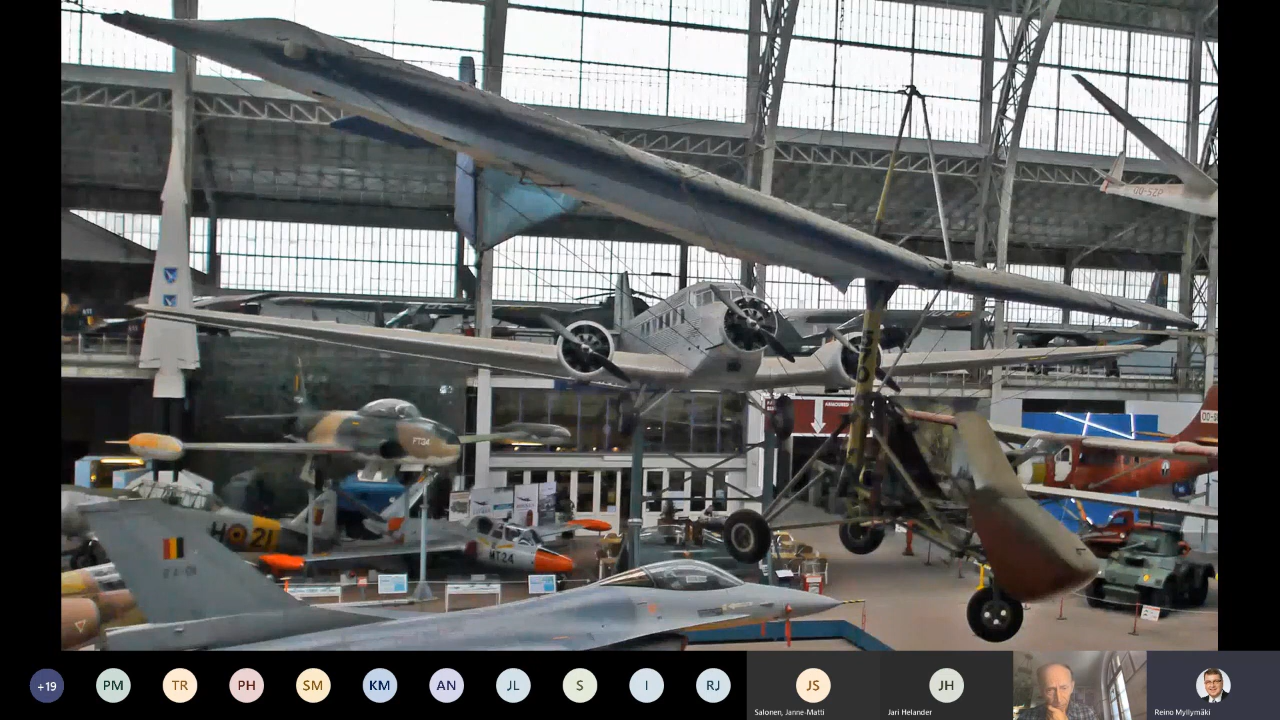 OO-SZP
FT34
ARMOURED
H 21
MT24
+19
PM
TR
PH
SM
KM
AN
JL
S
I
RJ
JS
JH
Salonen, Janne-Matti
Jari Helander
Reino Myllymäki